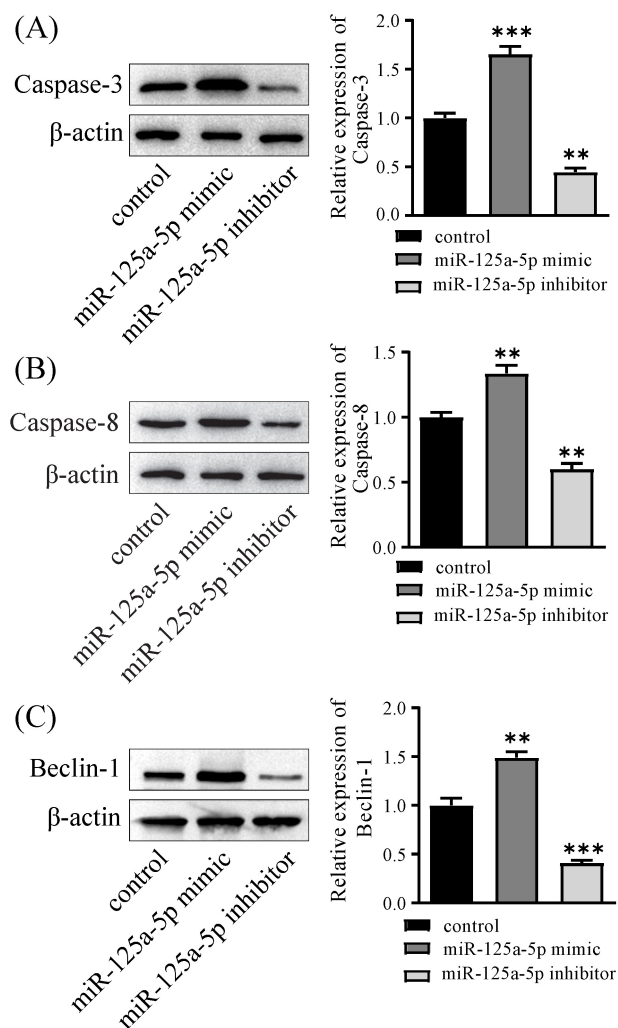 (A)
Caspase-3
β-actin
control
miR-125a-5p mimic
miR-125a-5p inhibitor
Relative expression of
Caspase-3
2.0
1.5
1.0
0.5
0.0
***
**
control
miR-125a-5p mimic
miR-125a-5p inhibitor
(B)
Caspase-8
β-actin
control
miR-125a-5p mimic
miR-125a-5p inhibitor
Relative expression of
Caspase-8
1.5
1.0
0.5
0.0
**
**
control
miR-125a-5p mimic
miR-125a-5p inhibitor
(C)
Beclin-1
β-actin
control
miR-125a-5p mimic
miR-125a-5p inhibitor
Relative expression of
Beclin-1
2.0
1.5
1.0
0.5
0.0
**
***
control
miR-125a-5p mimic
miR-125a-5p inhibitor